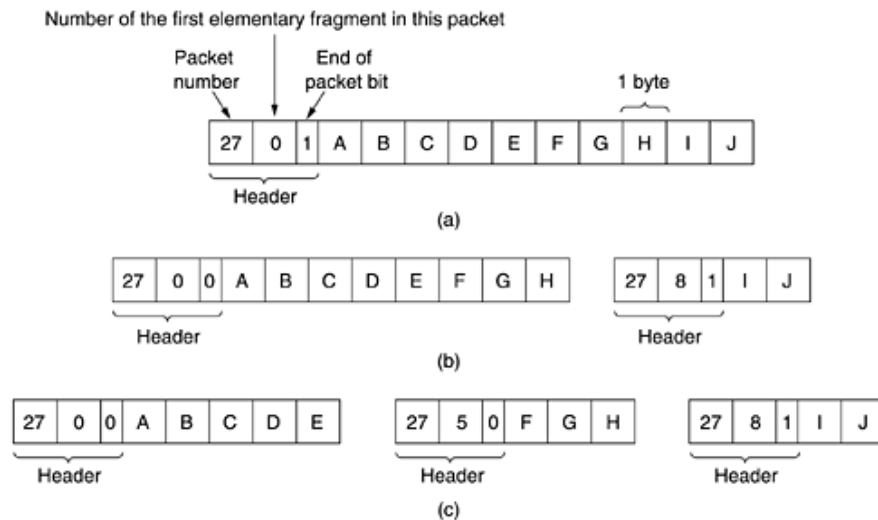 Number of the first elementary fragment in this packet
Packet number
End of packet bit
1 byte
27 0 1 A B C D E F G H I J
Header
(a)
27 0 0 A B C D E F G H
27 8 1 I J
Header
Header
(b)
27 0 0 A B C D E
27 5 0 F G H
27 8 1 I J
Header
Header
Header
(c)